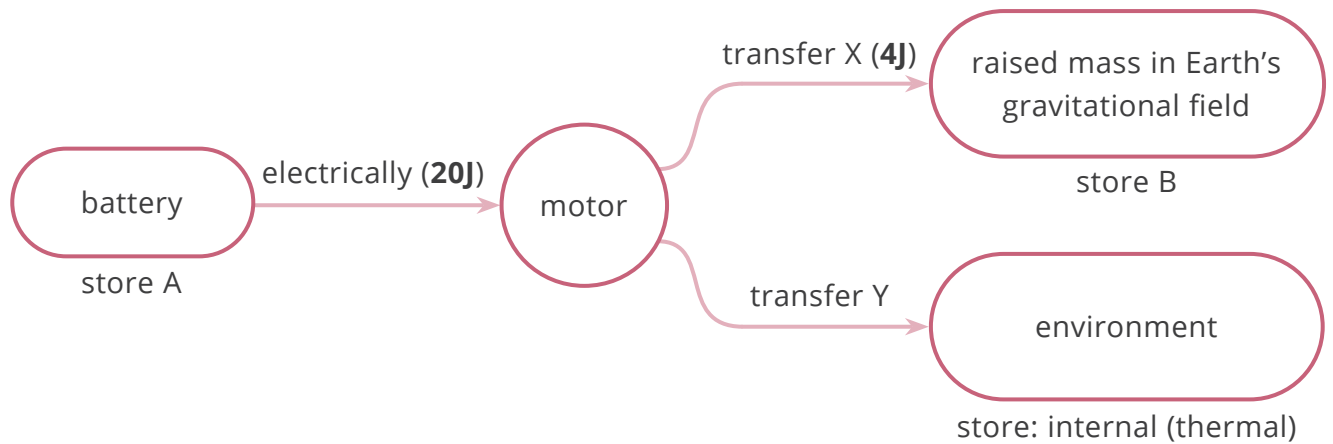 battery
store A
electrically (20J)
motor
transfer X (4J)
raised mass in Earth’s
gravitational field
store B
transfer Y
environment
store: internal (thermal)